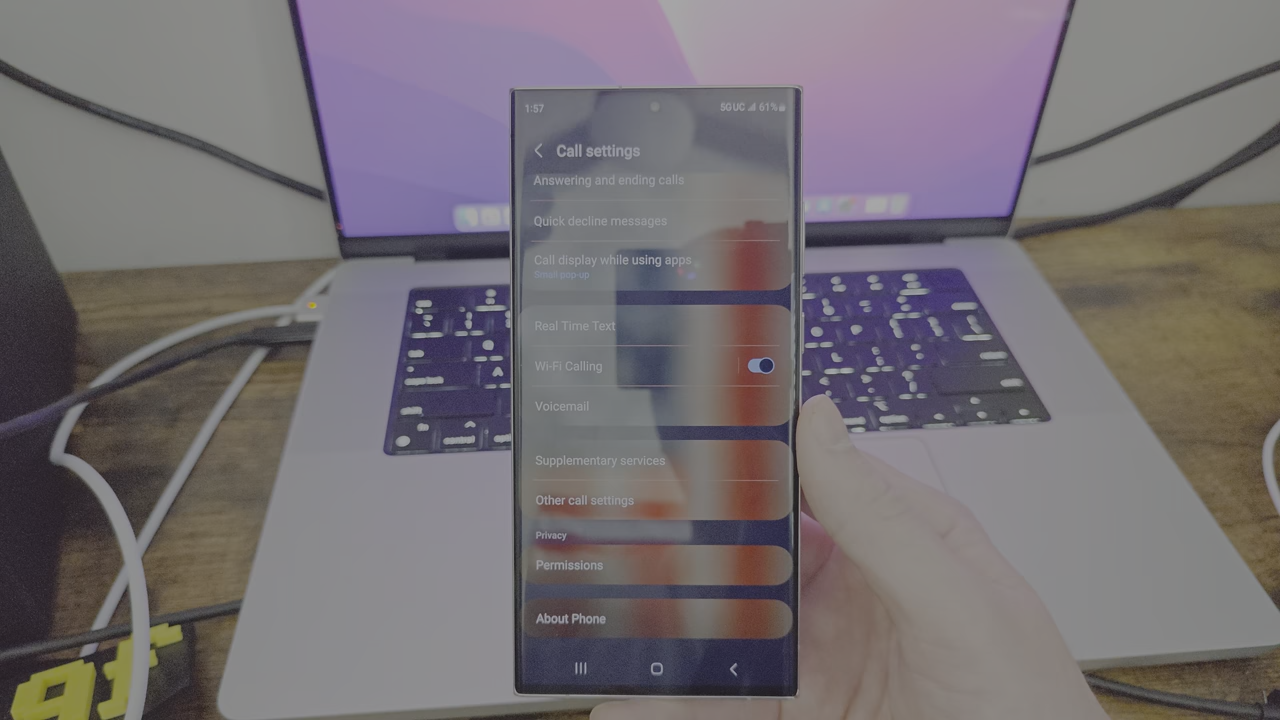 1:57
5G UC 61%
Call settings
Answering and ending calls
Quick decline messages
Call display while using apps
Small pop-up
Real Time Text
Wi-Fi Calling
Voicemail
Supplementary services
Other call settings
Privacy
Permissions
About Phone
control